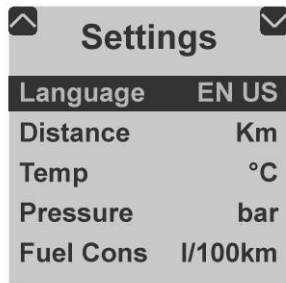 Settings
Language EN US
Distance Km
Temp °C
Pressure bar
Fuel Cons l/100km